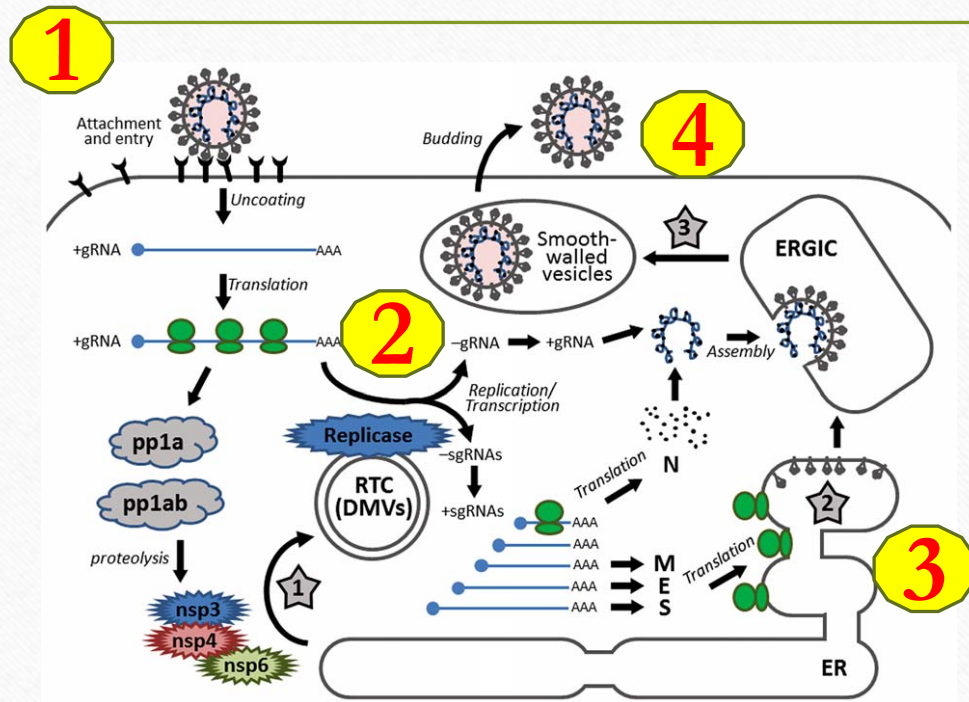 1
Attachment
and entry
Uncoating
+gRNA
AAA
Translation
+gRNA
AAA
2
pp1a
pp1ab
proteolysis
nsp3
nsp4
nsp6
1
Replicase
RTC
(DMVs)
Replication/
Transcription
–gRNA
+gRNA
–sgRNAs
+sgRNAs
AAA
AAA
AAA
AAA
AAA
M
E
S
Translation
N
Translation
Budding
4
Smooth-
walled
vesicles
3
ERGIC
Assembly
2
3
ER